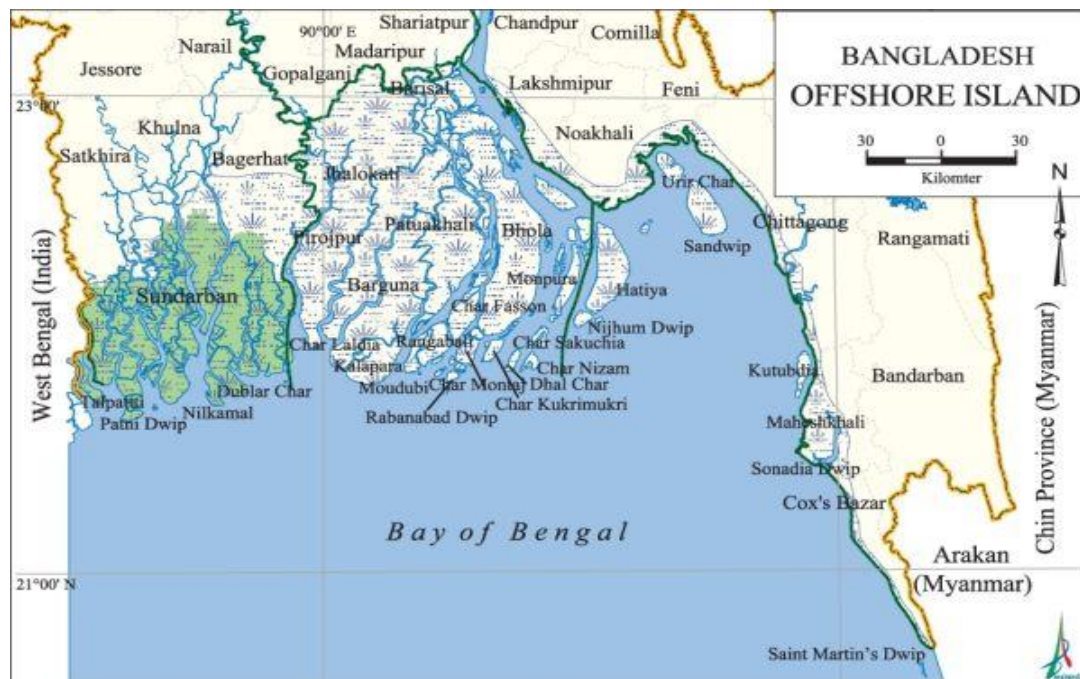 Shariatpur
Chandpur
90°00' E
Comilla
Narail
Madaripur
Jessore
Gopalganj
BANGLADESH
OFFSHORE ISLAND
30 0 30
Kilomter
N
Barisal
Lakshmipur
Feni
23°00'
Khulna
Noakhali
Satkhira
Bagerhat
Jhalokati
Urir Char
Patuakhali
Bhola
Sandwip
Chittagong
Rangamati
Pirojpur
Barguna
Monpura
Hatiya
Sundarban
Char Fasson
Nijhum Dwip
West Bengal (India)
Char Laldia
Rangabali
Char Sakuchia
Kalapara
Char Nizam
Kutubdia
Bandarban
Chin Province (Myanmar)
Dublar Char
Moudubi
Char Montaj
Dhal Char
Talpatti
Nilkamal
Char Kukrimukri
Patni Dwip
Rabanabad Dwip
Maheshkhali
Sonadia Dwip
Cox's Bazar
Bay of Bengal
Arakan
(Myanmar)
21°00' N
Saint Martin's Dwip